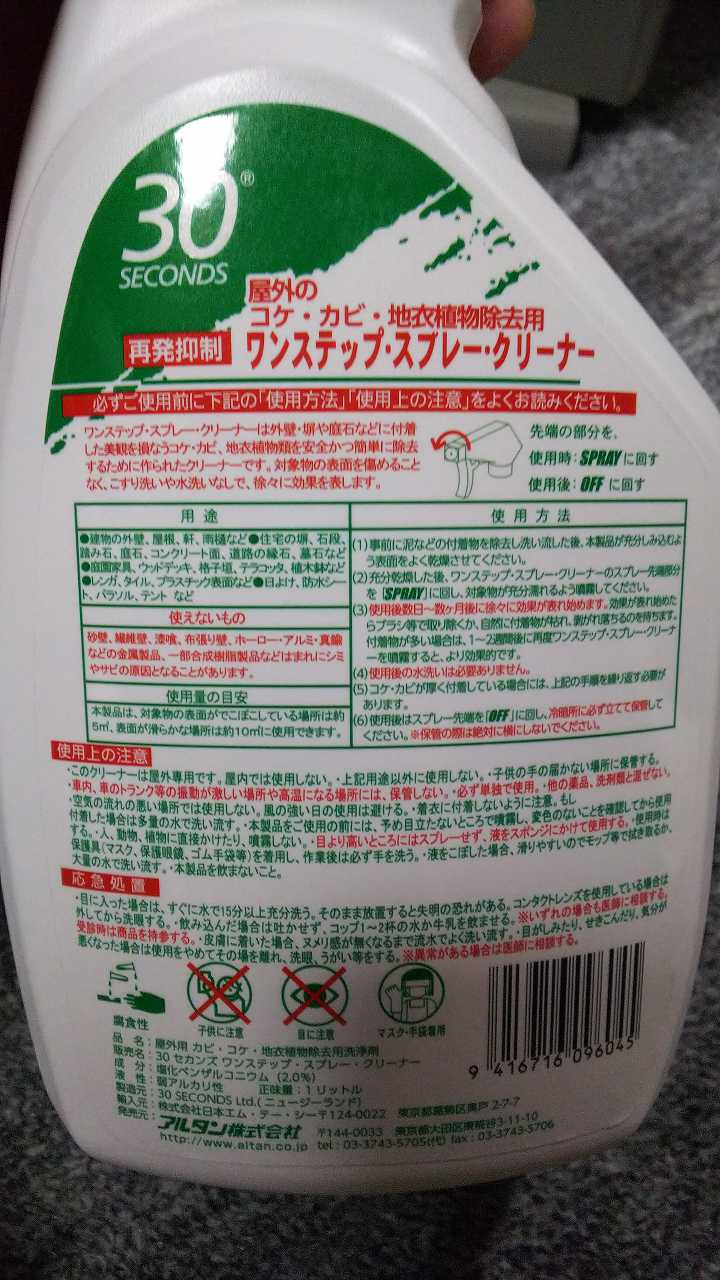 30®
SECONDS
屋外の
コケ・カビ・地衣植物除去用
再発抑制 ワンステップ・スプレー・クリーナー
必ずご使用前に下記の「使用方法」「使用上の注意」をよくお読みください。
ワンステップ・スプレー・クリーナーは外壁・塀や庭石などに付着
した美観を損なうコケ・カビ、地衣植物類を安全かつ簡単に除去
するために作られたクリーナーです。対象物の表面を傷めること
なく、こすり洗いや水洗いなしで、徐々に効果を表します。
先端の部分を、
使用時:SPRAYに回す
使用後:OFFに回す
用途
●建物の外壁、屋根、軒、雨樋など●住宅の塀、石段、
踏み石、庭石、コンクリート面、道路の縁石、墓石など
●庭園家具、ウッドデッキ、格子垣、テラコッタ、植木鉢など
●レンガ、タイル、プラスチック表面など●日よけ、防水シー
ト、パラソル、テント など
使えないもの
砂壁、繊維壁、漆喰、布張り壁、ホーロー・アルミ・真鍮
などの金属製品、一部合成樹脂製品などはまれにシミ
やサビの原因となることがあります。
使用量の目安
本製品は、対象物の表面がでこぼこしている場所は約
5㎡、表面が滑らかな場所は約10㎡に使用できます。
使用方法
(1)事前に泥などの付着物を除去し洗い流した後、本製品が充分しみ込むよ
う表面をよく乾燥させてください。
(2)充分乾燥した後、ワンステップ・スプレー・クリーナーのスプレー先端部分
を「SPRAY」に回し、対象物が充分濡れるよう噴霧してください。
(3)使用後数日〜数ヶ月後に徐々に効果が表れ始めます。効果が表れ始めた
らブラシ等で取り除くか、自然に付着物が枯れ、剥がれ落ちるのを待ちます。
付着物が多い場合は、1〜2週間後に再度ワンステップ・スプレー・クリーナ
ーを噴霧すると、より効果的です。
(4)使用後の水洗いは必要ありません。
(5)コケ・カビが厚く付着している場合には、上記の手順を繰り返す必要が
あります。
(6)使用後はスプレー先端を「OFF」に回し、冷暗所に必ず立てて保管して
ください。※保管の際は絶対に横にしないでください。
使用上の注意
・このクリーナーは屋外専用です。屋内では使用しない。・上記用途以外に使用しない。・子供の手の届かない場所に保管する。
・車内、車のトランク等の振動が激しい場所や高温になる場所には、保管しない。・必ず単独で使用。・他の薬品、洗剤類と混ぜない。
・空気の流れの悪い場所では使用しない。風の強い日の使用は避ける。・着衣に付着しないように注意。もし
付着した場合は多量の水で洗い流す。・本製品をご使用の前には、予め目立たないところで噴霧し、変色のないことを確認してから使用
する。・人、動物、植物に直接かけたり、噴霧しない。・目より高いところにはスプレーせず、液をスポンジにかけて使用する。・使用時は
保護具(マスク、保護眼鏡、ゴム手袋等)を着用し、作業後は必ず手を洗う。・液をこぼした場合、滑りやすいのでモップ等で拭き取るか、
大量の水で洗い流す。・本製品を飲まないこと。
応急処置
・目に入った場合は、すぐに水で15分以上充分洗う。そのまま放置すると失明の恐れがある。コンタクトレンズを使用している場合は
外してから洗眼する。・飲み込んだ場合は吐かせず、コップ1〜2杯の水か牛乳を飲ませる。※いずれの場合も医師に相談する。
受診時は商品を持参する。・皮膚に着いた場合、ヌメリ感が無くなるまで流水でよく洗い流す。・目がしみたり、せきこんだり、気分が
悪くなった場合は使用をやめてその場を離れ、洗眼、うがい等をする。※異常がある場合は医師に相談する。
腐食性
子供に注意
目に注意
マスク・手袋着用
品 名:屋外用 カビ・コケ・地衣植物除去用洗浄剤
販売名:30 セカンズ ワンステップ・スプレー・クリーナー
成 分:塩化ベンザルコニウム (2.0%)
液 性:弱アルカリ性 正味量:1 リットル
製造元:30 SECONDS Ltd.(ニュージーランド)
輸入元:株式会社日本エム・テー・シー〒124-0022 東京都葛飾区奥戸 2-7-7
発売元:アルタン株式会社 〒144-0033 東京都大田区東糀谷3-11-10
http://www.altan.co.jp tel:03-3743-5705(代) fax:03-3743-5706
9 416716 096045